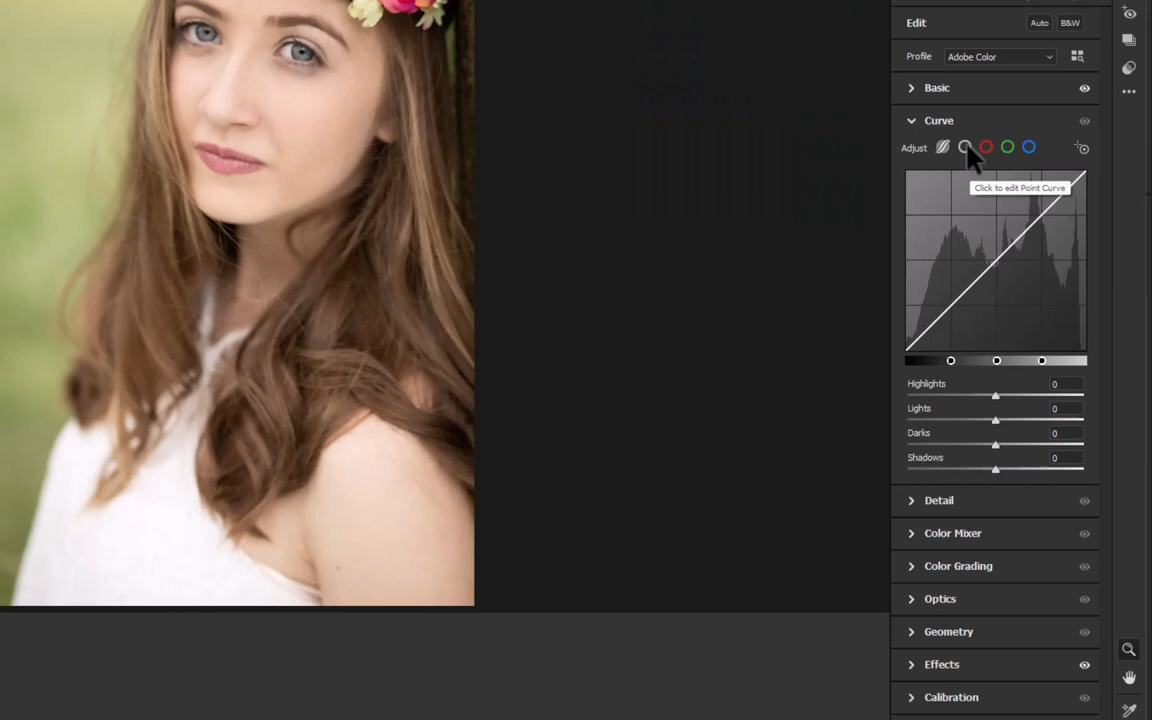 Edit Auto B&W
Profile Adobe Color
Basic
Curve
Adjust
Click to edit Point Curve
Highlights 0
Lights 0
Darks 0
Shadows 0
Detail
Color Mixer
Color Grading
Optics
Geometry
Effects
Calibration